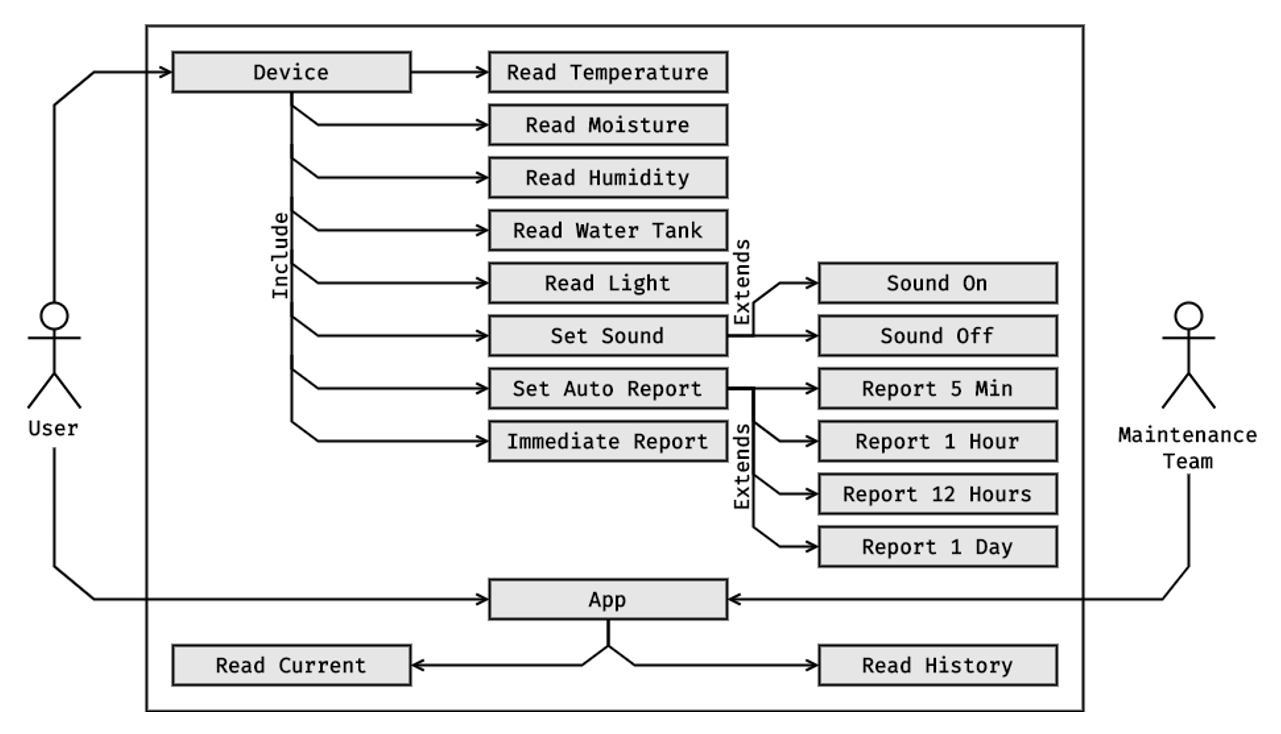 Device
Read Temperature
Read Moisture
Read Humidity
Read Water Tank
Include
Extends
Read Light
Sound On
Set Sound
Sound Off
Set Auto Report
Report 5 Min
User
Immediate Report
Report 1 Hour
Maintenance
Team
Extends
Report 12 Hours
Report 1 Day
App
Read Current
Read History